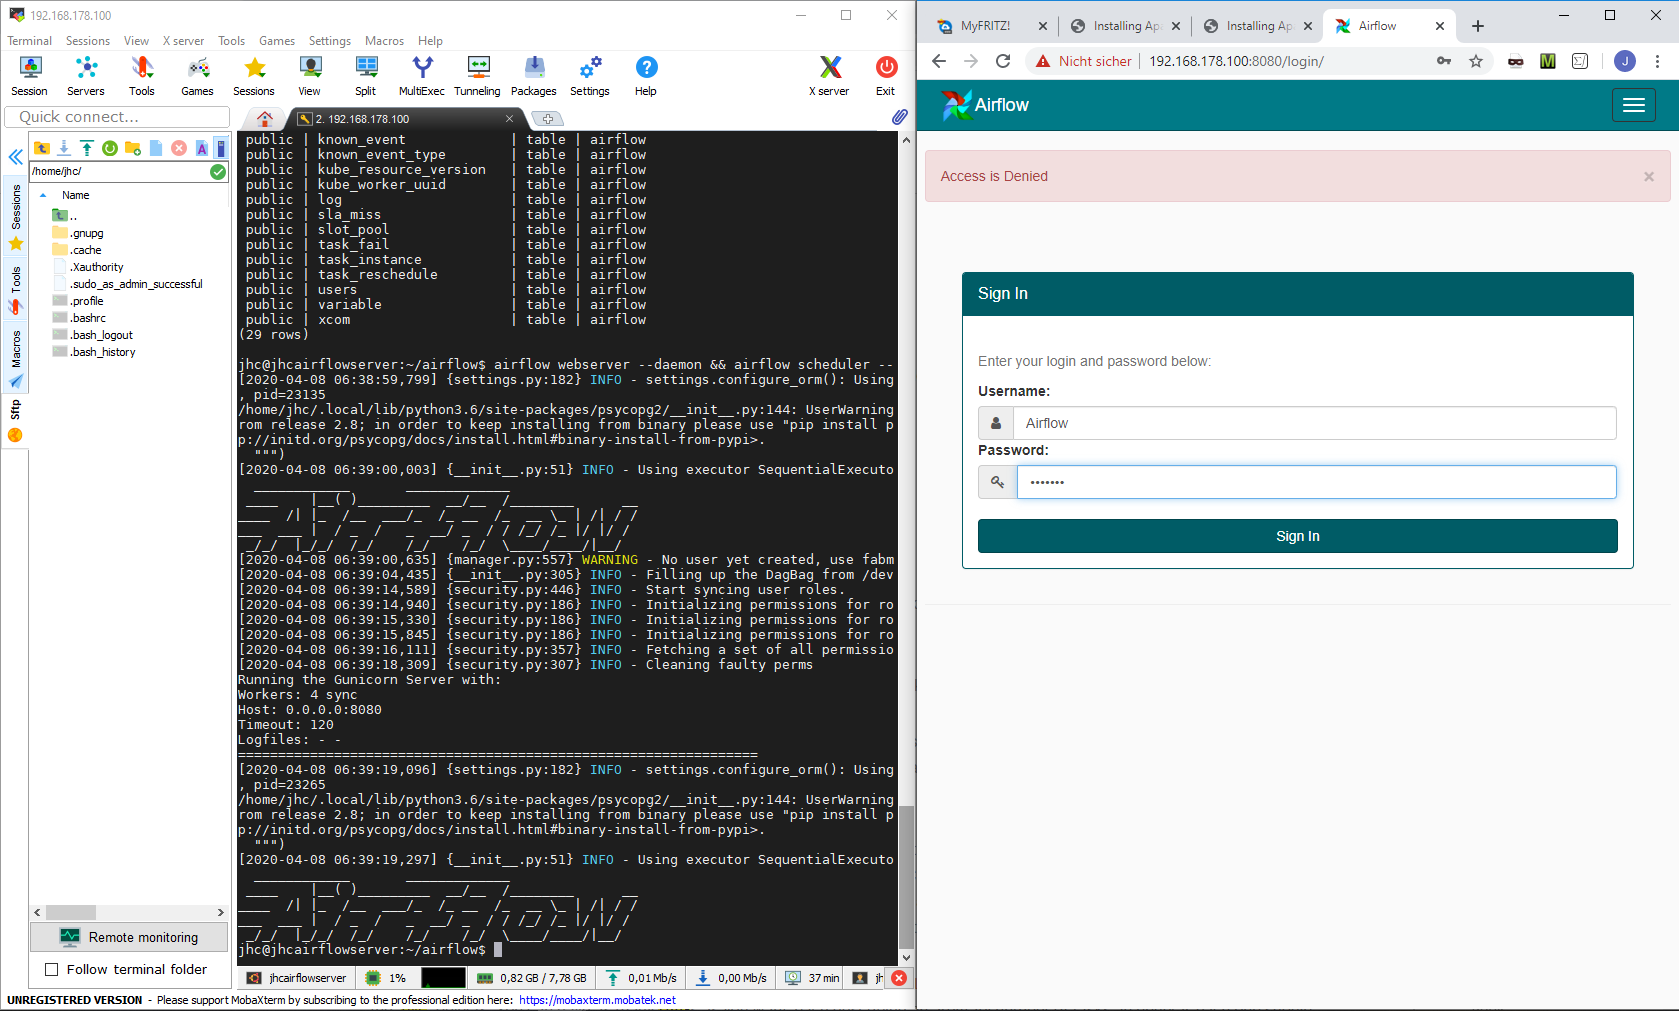 192.168.178.100
Terminal Sessions View X server Tools Games Settings Macros Help
Session Servers Tools Games Sessions View Split MultiExec Tunneling Packages Settings Help X server Exit
Quick connect...
2. 192.168.178.100
/home/jhc/
Name
..
.gnupg
.cache
.Xauthority
.sudo_as_admin_successful
.profile
.bashrc
.bash_logout
.bash_history
Sessions
Tools
Macros
Sftp
Remote monitoring
Follow terminal folder
public | known_event | table | airflow
public | known_event_type | table | airflow
public | kube_resource_version | table | airflow
public | kube_worker_uuid | table | airflow
public | log | table | airflow
public | sla_miss | table | airflow
public | slot_pool | table | airflow
public | task_fail | table | airflow
public | task_instance | table | airflow
public | task_reschedule | table | airflow
public | users | table | airflow
public | variable | table | airflow
public | xcom | table | airflow
(29 rows)
jhc@jhcairflowserver:~/airflow$ airflow webserver --daemon && airflow scheduler --
[2020-04-08 06:38:59,799] {settings.py:182} INFO - settings.configure_orm(): Using
, pid=23135
/home/jhc/.local/lib/python3.6/site-packages/psycopg2/__init__.py:144: UserWarning
rom release 2.8; in order to keep installing from binary please use "pip install p
p://initd.org/psycopg/docs/install.html#binary-install-from-pypi>.
""")
[2020-04-08 06:39:00,003] {__init__.py:51} INFO - Using executor SequentialExecuto
Airflow
[2020-04-08 06:39:00,635] {manager.py:557} WARNING - No user yet created, use fabm
[2020-04-08 06:39:04,435] {__init__.py:305} INFO - Filling up the DagBag from /dev
[2020-04-08 06:39:14,589] {security.py:446} INFO - Start syncing user roles.
[2020-04-08 06:39:14,940] {security.py:186} INFO - Initializing permissions for ro
[2020-04-08 06:39:15,330] {security.py:186} INFO - Initializing permissions for ro
[2020-04-08 06:39:15,845] {security.py:186} INFO - Initializing permissions for ro
[2020-04-08 06:39:16,111] {security.py:357} INFO - Fetching a set of all permissio
[2020-04-08 06:39:18,309] {security.py:307} INFO - Cleaning faulty perms
Running the Gunicorn Server with:
Workers: 4 sync
Host: 0.0.0.0:8080
Timeout: 120
Logfiles: - -
=================================================================
[2020-04-08 06:39:19,096] {settings.py:182} INFO - settings.configure_orm(): Using
, pid=23265
/home/jhc/.local/lib/python3.6/site-packages/psycopg2/__init__.py:144: UserWarning
rom release 2.8; in order to keep installing from binary please use "pip install p
p://initd.org/psycopg/docs/install.html#binary-install-from-pypi>.
""")
[2020-04-08 06:39:19,297] {__init__.py:51} INFO - Using executor SequentialExecuto
Airflow
jhc@jhcairflowserver:~/airflow$
jhcairflowserver 1% 0,82 GB / 7,78 GB 0,01 Mb/s 0,00 Mb/s 37 min jh
UNREGISTERED VERSION - Please support MobaXterm by subscribing to the professional edition here: https://mobaxterm.mobatek.net
MyFRITZ! Installing Ap Installing Ap Airflow
Nicht sicher 192.168.178.100:8080/login/
J
Airflow
Access is Denied ×
Sign In
Enter your login and password below:
Username:
Airflow
Password:
•••••••
Sign In